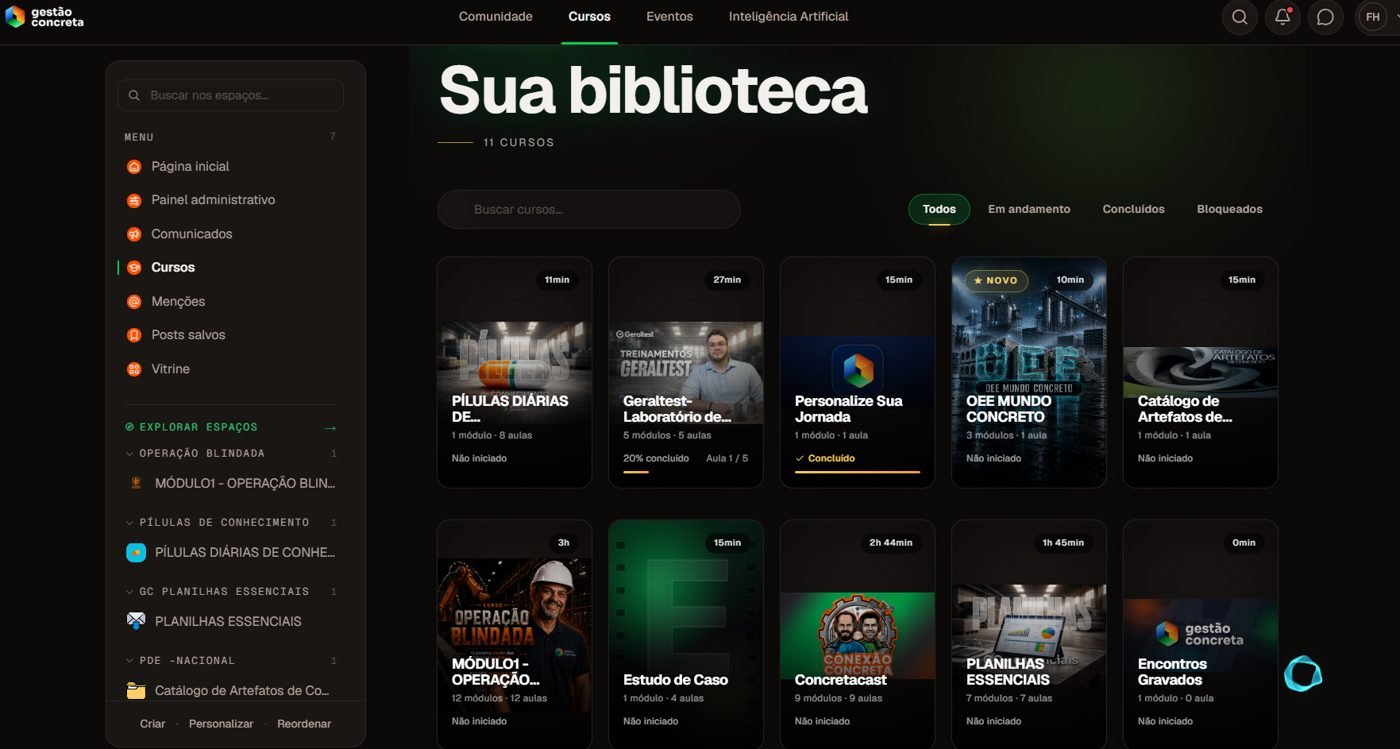 gestão
concreta
Comunidade
Cursos
Eventos
Inteligência Artificial
FH
Buscar nos espaços...
MENU 7
Página inicial
Painel administrativo
Comunicados
Cursos
Menções
Posts salvos
Vitrine
EXPLORAR ESPAÇOS →
OPERAÇÃO BLINDADA 1
MÓDULO1 - OPERAÇÃO BLIN...
PÍLULAS DE CONHECIMENTO 1
PÍLULAS DIÁRIAS DE CONHE...
GC PLANILHAS ESSENCIAIS 1
PLANILHAS ESSENCIAIS
PDE -NACIONAL 1
Catálogo de Artefatos de Co...
Criar · Personalizar · Reordenar
Sua biblioteca
11 CURSOS
Buscar cursos...
Todos
Em andamento
Concluídos
Bloqueados
11min
PÍLULAS
PÍLULAS DIÁRIAS
DE...
1 módulo · 8 aulas
Não iniciado
27min
Geraltest
TREINAMENTOS
GERALTEST
Geraltest-
Laboratório de...
5 módulos · 5 aulas
20% concluído Aula 1 / 5
15min
Personalize Sua
Jornada
1 módulo · 1 aula
✓ Concluído
★ NOVO
10min
OEE
OEE MUNDO CONCRETO
OEE MUNDO
CONCRETO
3 módulos · 1 aula
Não iniciado
15min
CATÁLOGO DE
ARTEFATOS
Catálogo de
Artefatos de...
1 módulo · 1 aula
Não iniciado
3h
CURSO
OPERAÇÃO
BLINDADA
MÓDULO1 -
OPERAÇÃO...
12 módulos · 12 aulas
Não iniciado
15min
E
Estudo de Caso
1 módulo · 4 aulas
Não iniciado
2h 44min
CONEXÃO
CONCRETA
Concretacast
9 módulos · 9 aulas
Não iniciado
1h 45min
PLANILHAS
PLANILHAS
ESSENCIAIS
7 módulos · 7 aulas
Não iniciado
0min
gestão
concreta
Encontros
Gravados
1 módulo · 0 aula
Não iniciado